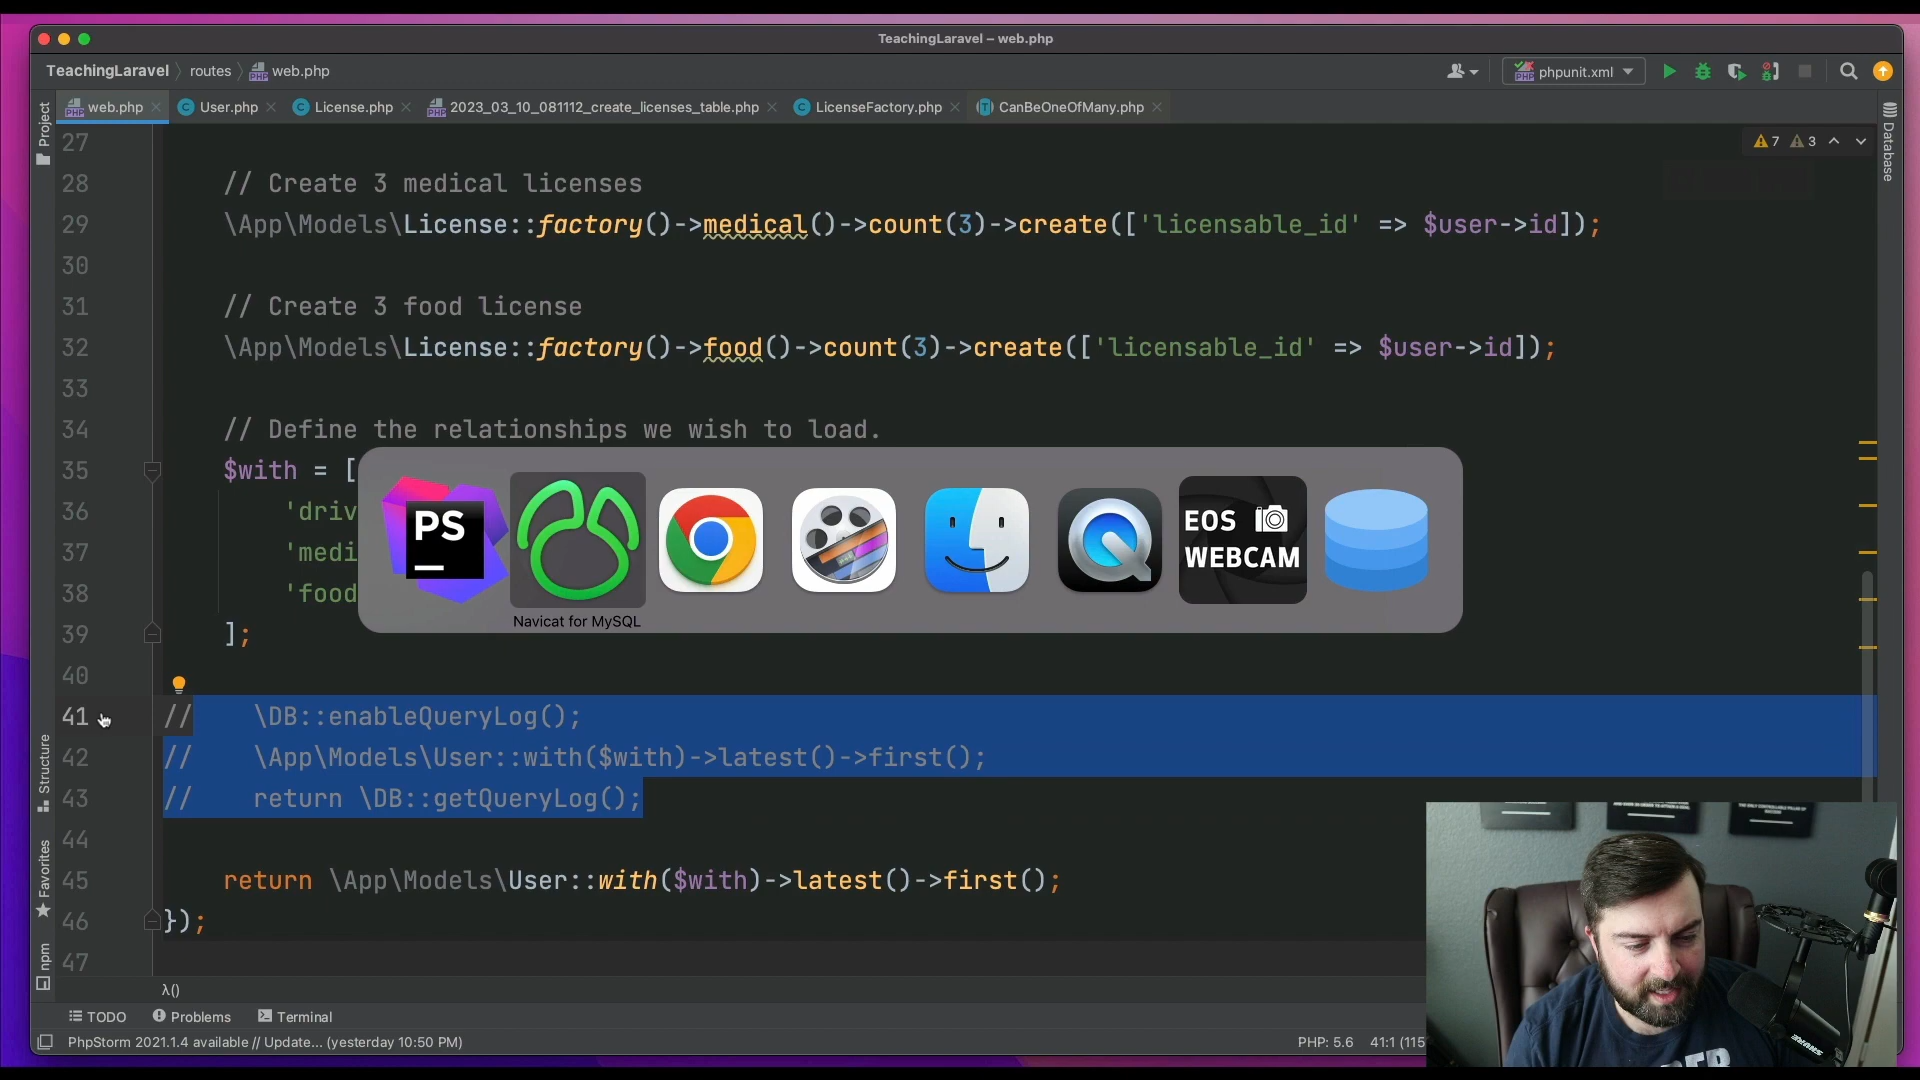 TeachingLaravel – web.php
TeachingLaravel
routes
web.php
phpunit.xml
web.php
User.php
License.php
2023_03_10_081112_create_licenses_table.php
LicenseFactory.php
CanBeOneOfMany.php
Project
Database
7
3
27
28
// Create 3 medical licenses
29
\App\Models\License::factory()->medical()->count(3)->create(['licensable_id' => $user->id]);
30
31
// Create 3 food license
32
\App\Models\License::factory()->food()->count(3)->create(['licensable_id' => $user->id]);
33
34
// Define the relationships we wish to load.
35
$with = [
36
'driv
37
'medi
38
'food
39
];
PS
EOS
WEBCAM
Navicat for MySQL
40
41
// \DB::enableQueryLog();
42
// \App\Models\User::with($with)->latest()->first();
43
// return \DB::getQueryLog();
44
45
return \App\Models\User::with($with)->latest()->first();
46
});
47
λ()
Structure
Favorites
npm
TODO
Problems
Terminal
PhpStorm 2021.1.4 available // Update... (yesterday 10:50 PM)
PHP: 5.6
41:1 (115